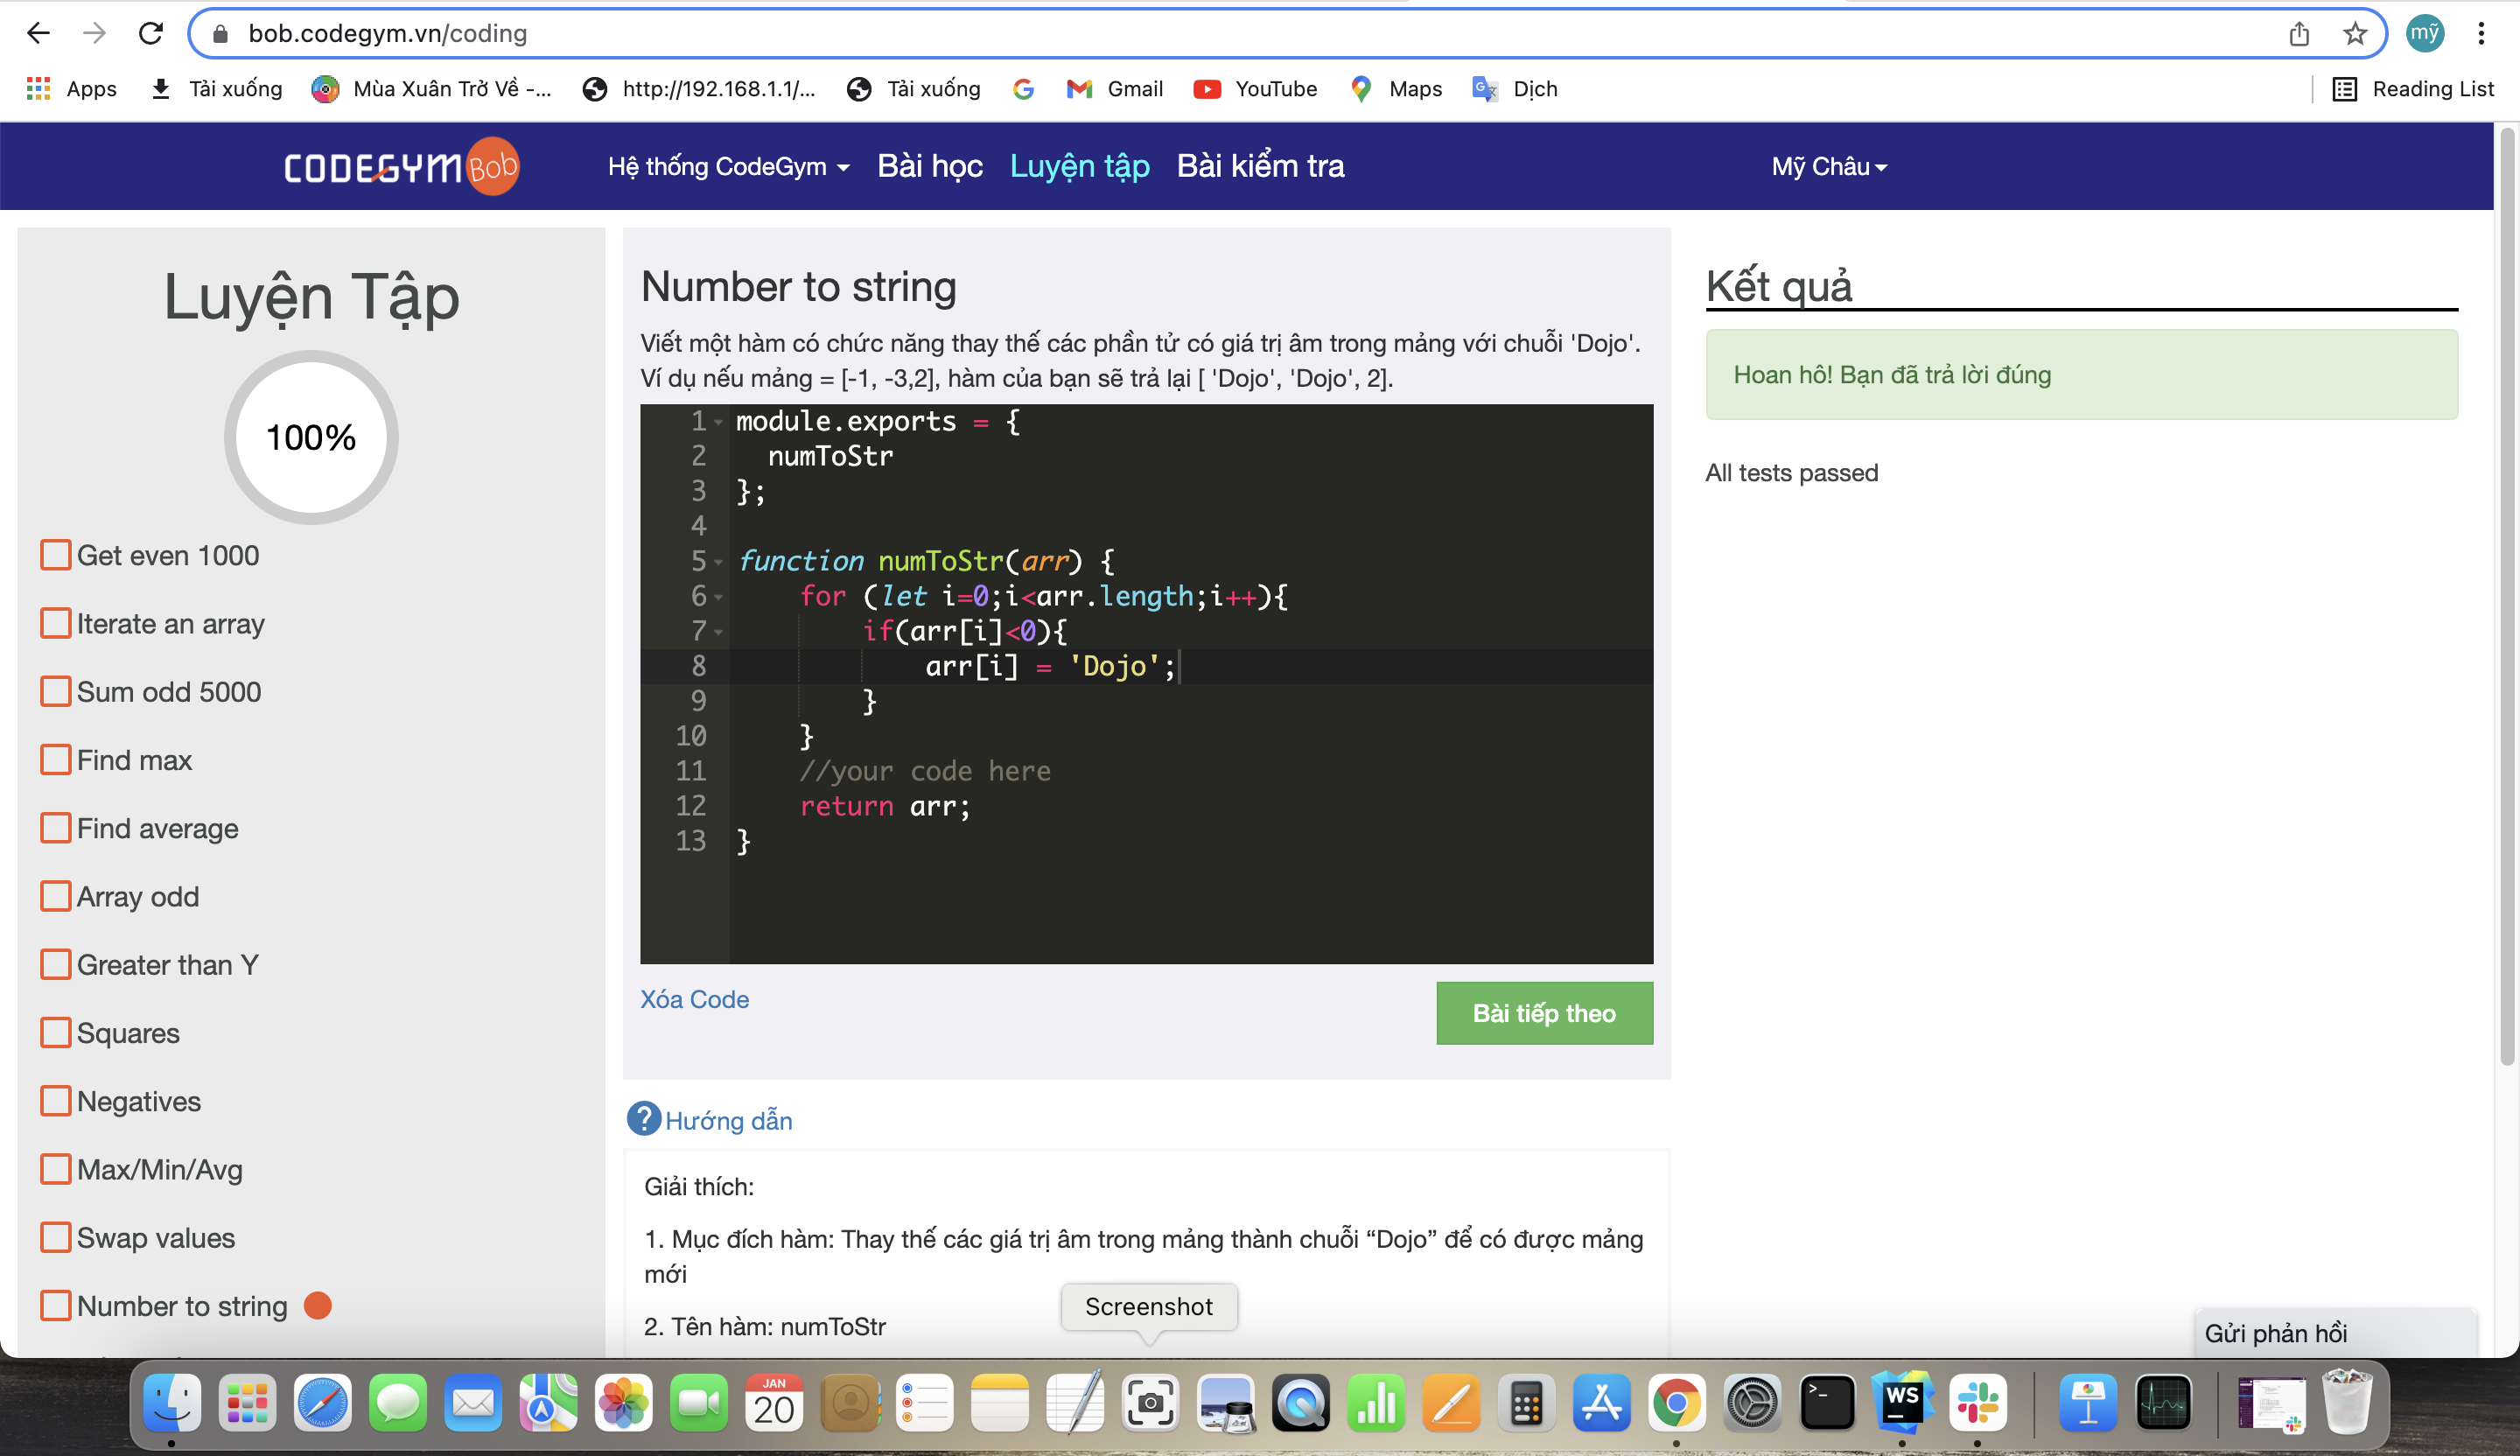 bob.codegym.vn/coding
mỹ
Apps Tải xuống Mùa Xuân Trở Về -... http://192.168.1.1/... Tải xuống Gmail YouTube Maps Dịch Reading List
CODEGYM Bob Hệ thống CodeGym Bài học Luyện tập Bài kiểm tra Mỹ Châu
Luyện Tập
100%
Get even 1000
Iterate an array
Sum odd 5000
Find max
Find average
Array odd
Greater than Y
Squares
Negatives
Max/Min/Avg
Swap values
Number to string
Number to string
Viết một hàm có chức năng thay thế các phần tử có giá trị âm trong mảng với chuỗi 'Dojo'.
Ví dụ nếu mảng = [-1, -3,2], hàm của bạn sẽ trả lại [ 'Dojo', 'Dojo', 2].
1 module.exports = {
2 numToStr
3 };
4
5 function numToStr(arr) {
6 for (let i=0;i<arr.length;i++){
7 if(arr[i]<0){
8 arr[i] = 'Dojo';
9 }
10 }
11 //your code here
12 return arr;
13 }
Xóa Code
Bài tiếp theo
? Hướng dẫn
Giải thích:
1. Mục đích hàm: Thay thế các giá trị âm trong mảng thành chuỗi “Dojo” để có được mảng
mới
2. Tên hàm: numToStr
Kết quả
Hoan hô! Bạn đã trả lời đúng
All tests passed
Screenshot
Gửi phản hồi
JAN
20
>_
WS